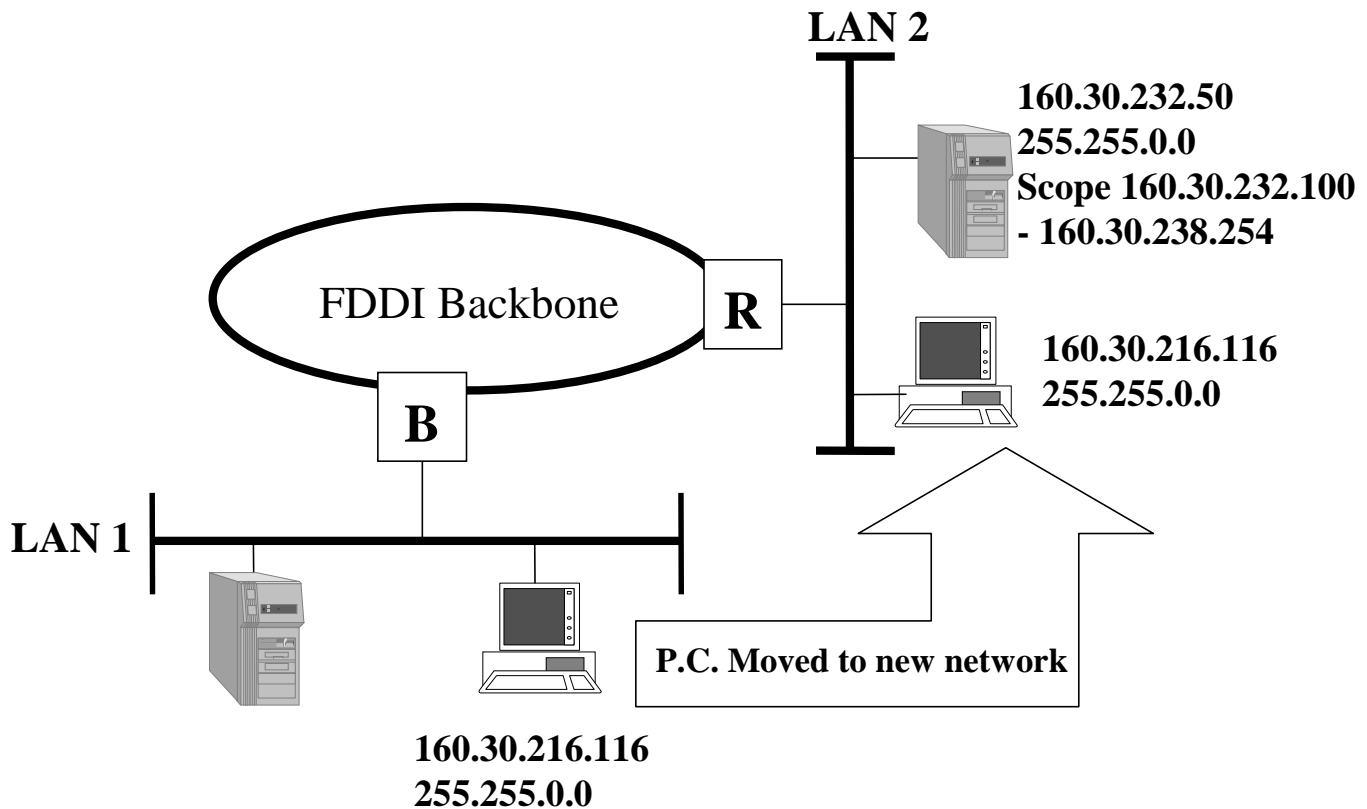 LAN 2
160.30.232.50
255.255.0.0
Scope 160.30.232.100
- 160.30.238.254
FDDI Backbone
R
160.30.216.116
255.255.0.0
B
LAN 1
P.C. Moved to new network
160.30.216.116
255.255.0.0